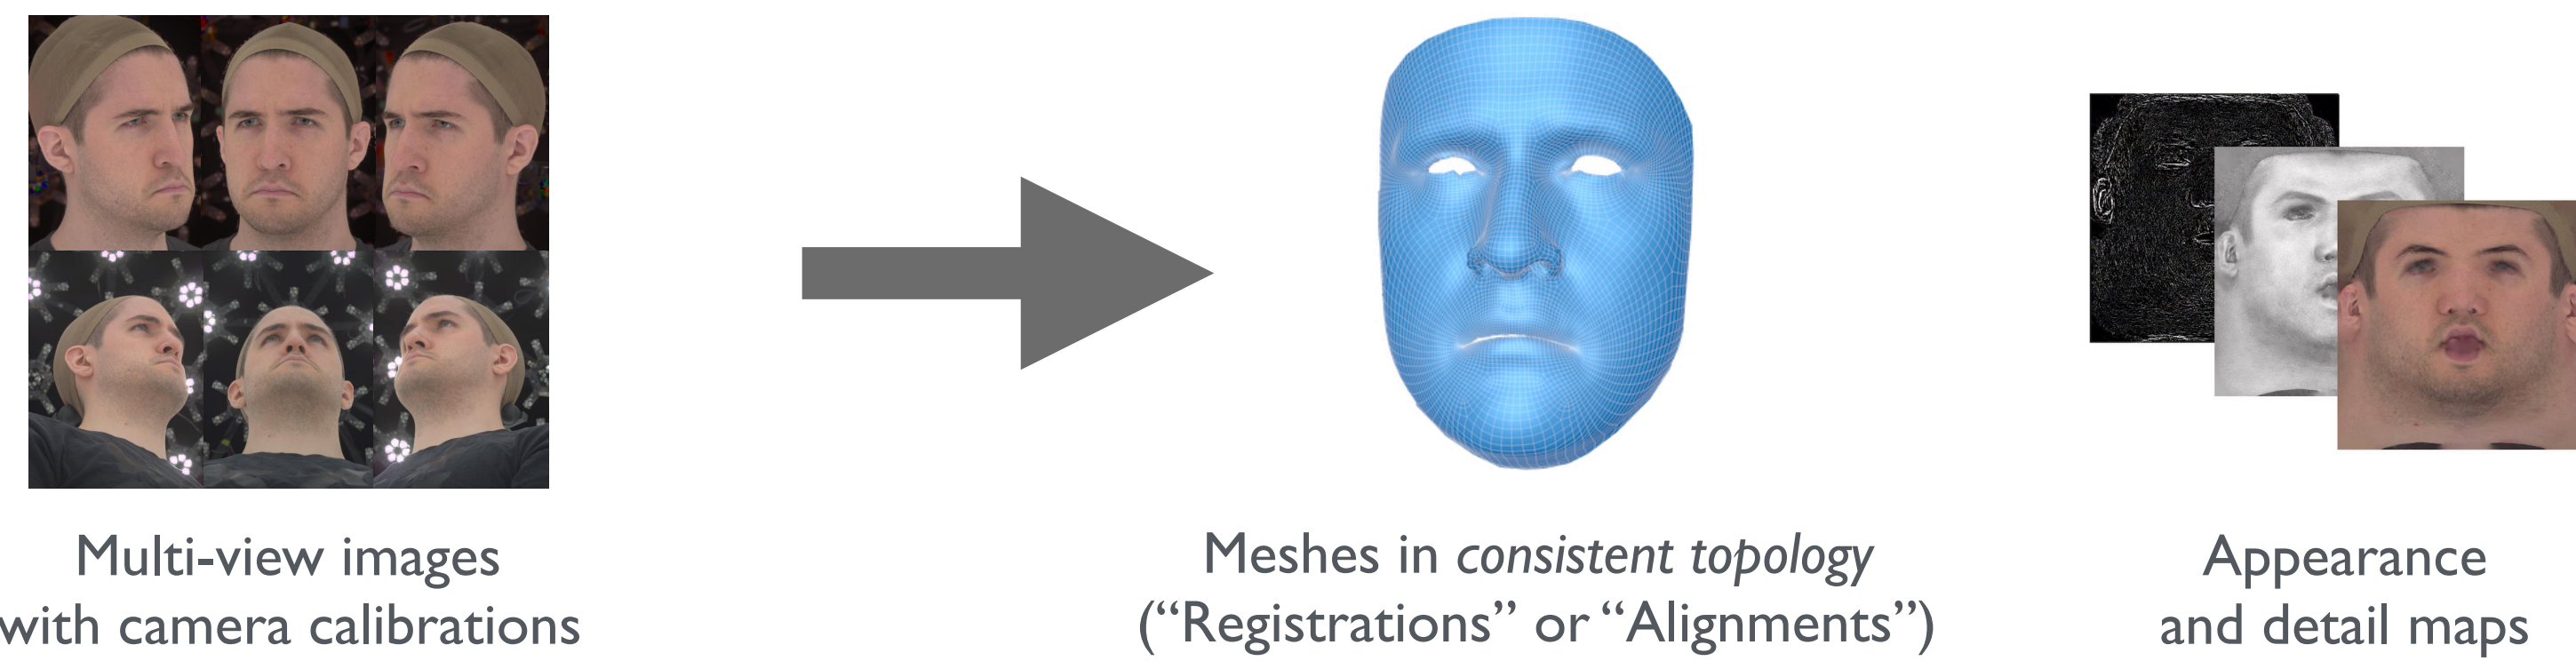 Multi-view images
with camera calibrations
Meshes in consistent topology
(“Registrations” or “Alignments”)
Appearance
and detail maps